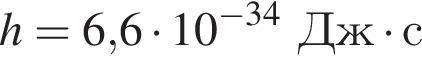 h = 6,6 · 10⁻³⁴ Дж · с